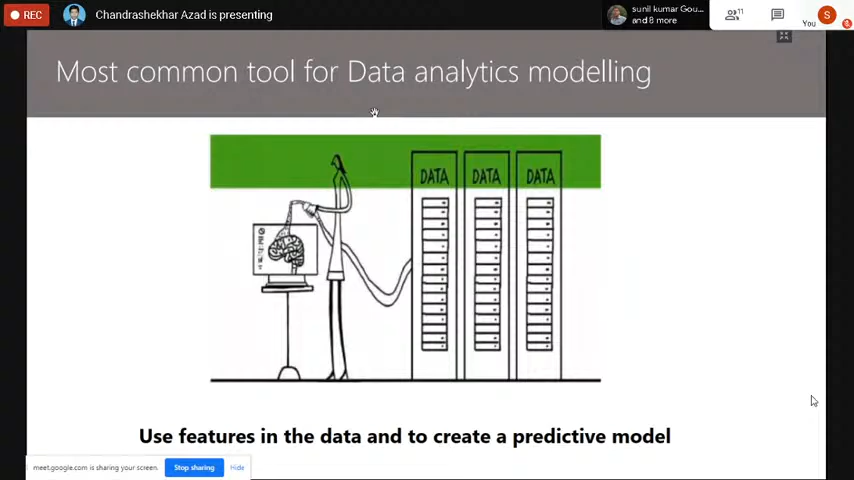 REC
Chandrashekhar Azad is presenting
sunil kumar Gou...
and 8 more
11
You
S
Most common tool for Data analytics modelling
DATA DATA DATA
Use features in the data and to create a predictive model
meet.google.com is sharing your screen.
Stop sharing
Hide